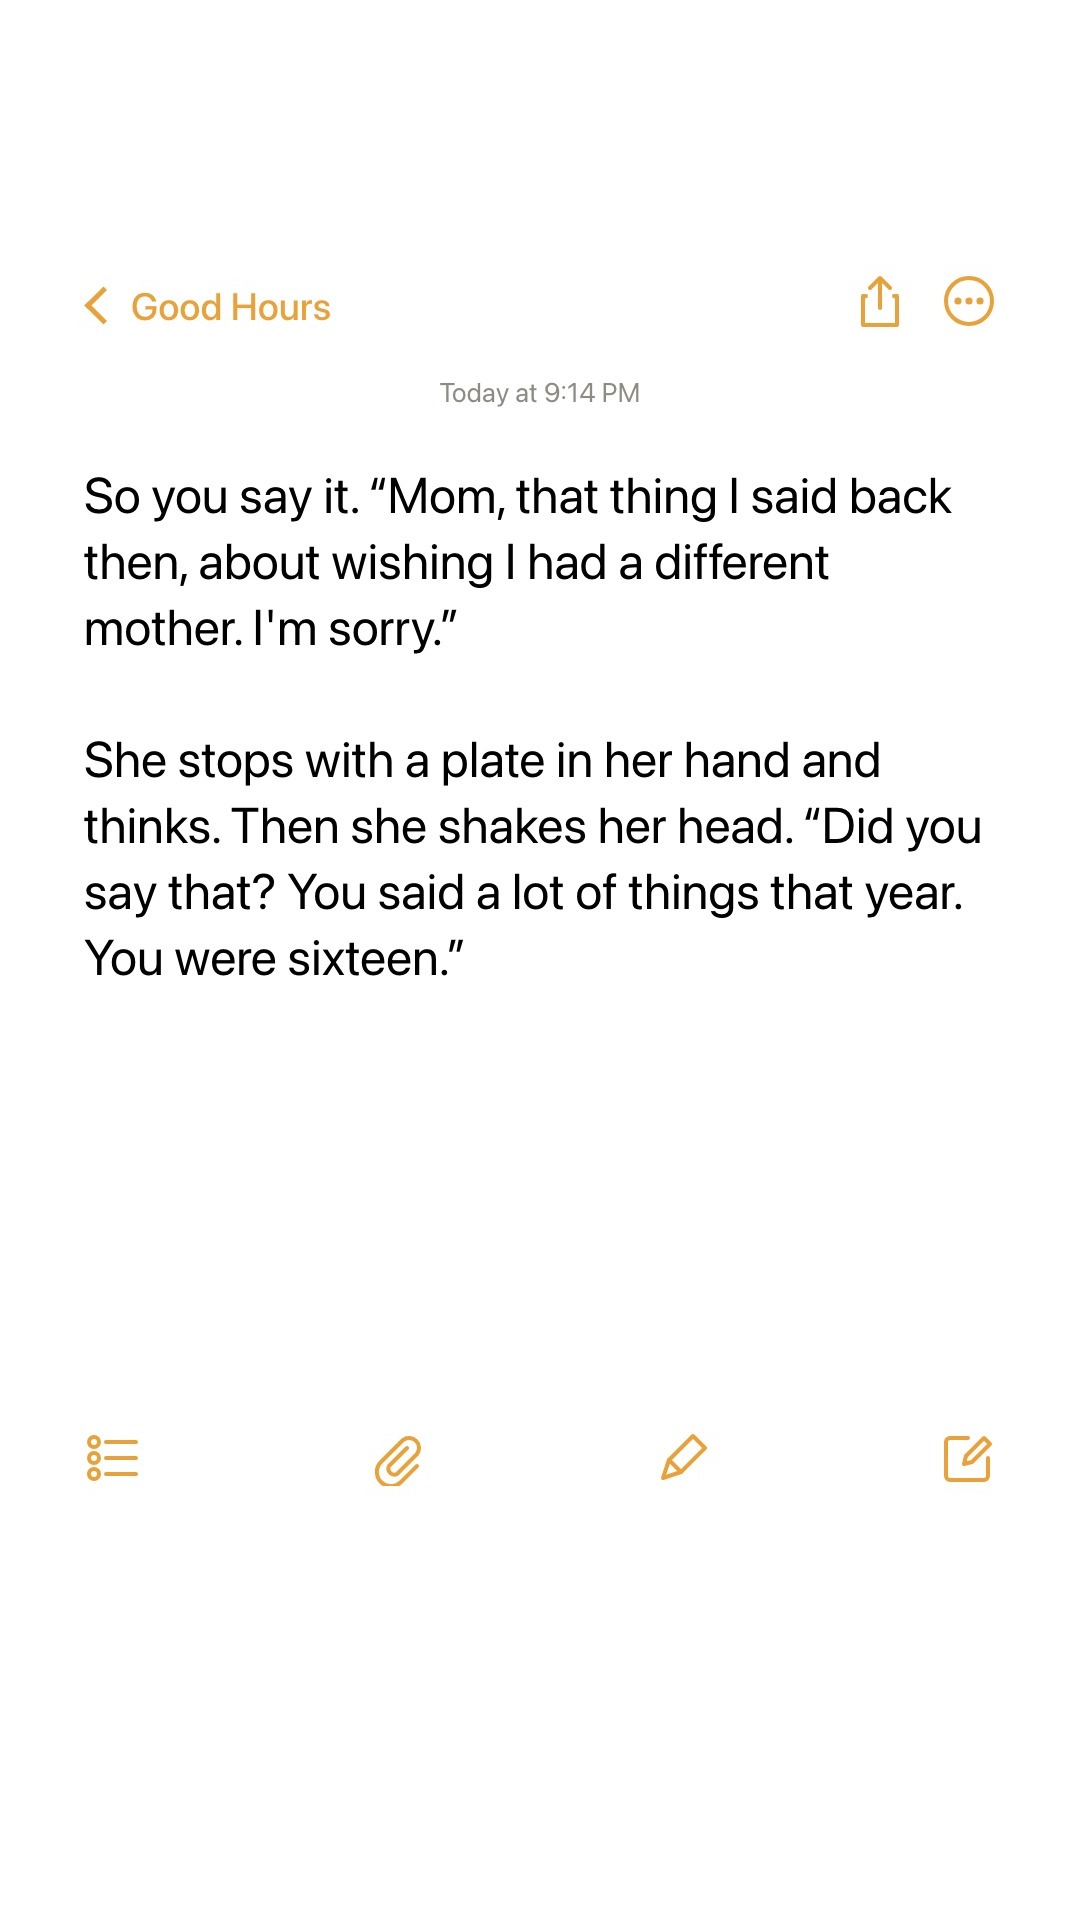 Good Hours
Today at 9:14 PM
So you say it. “Mom, that thing I said back
then, about wishing I had a different
mother. I'm sorry.”
She stops with a plate in her hand and
thinks. Then she shakes her head. “Did you
say that? You said a lot of things that year.
You were sixteen.”